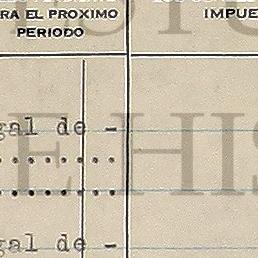 RA EL PROXIMO
PERIODO
IMPUE
gal de -
gal de -